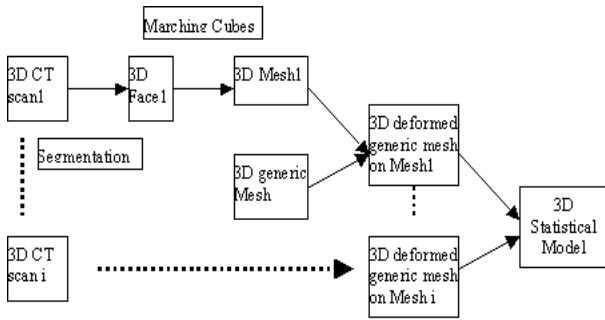 Marching Cubes
3D CT
scan1
3D
Face1
3D Mesh1
Segmentation
3D generic
Mesh
3D deformed
generic mesh
on Mesh1
3D
Statistical
Model
3D CT
scan i
3D deformed
generic mesh
on Mesh i